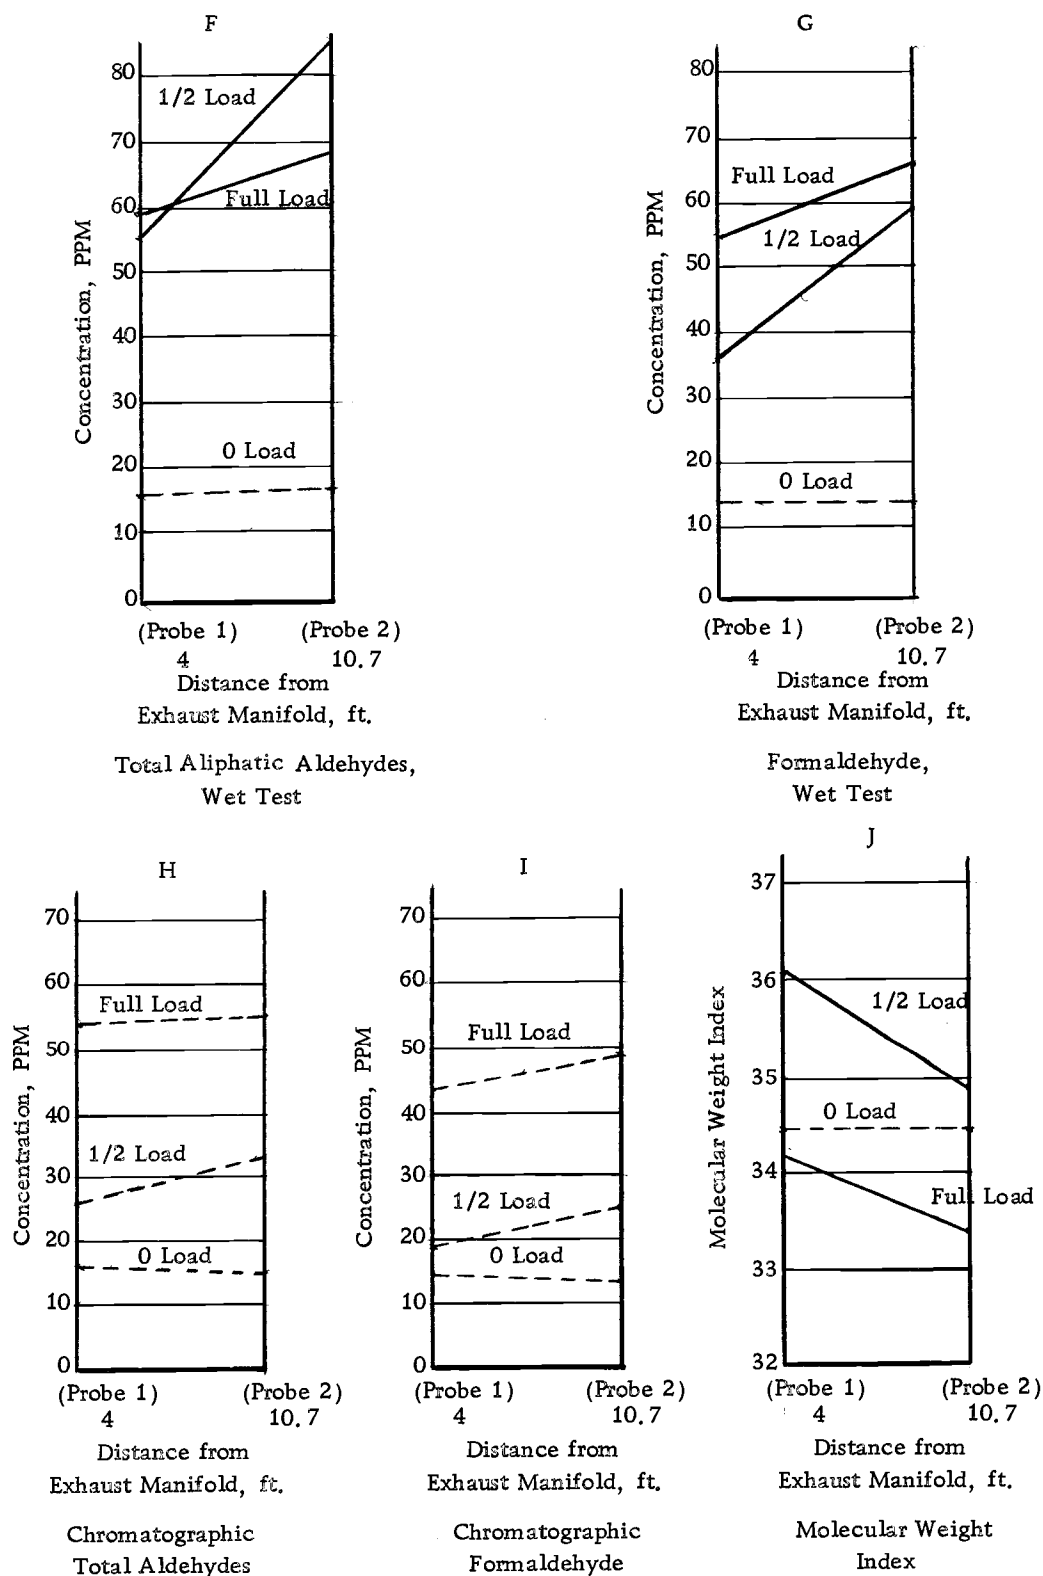 F
80
70
60
50
40
30
20
10
0
Concentration, PPM
1/2 Load
Full Load
0 Load
(Probe 1) (Probe 2)
4 10.7
Distance from
Exhaust Manifold, ft.
Total Aliphatic Aldehydes,
Wet Test
G
80
70
60
50
40
30
20
10
0
Concentration, PPM
Full Load
1/2 Load
0 Load
(Probe 1) (Probe 2)
4 10.7
Distance from
Exhaust Manifold, ft.
Formaldehyde,
Wet Test
H
70
60
50
40
30
20
10
0
Concentration, PPM
Full Load
1/2 Load
0 Load
(Probe 1) (Probe 2)
4 10.7
Distance from
Exhaust Manifold, ft.
Chromatographic
Total Aldehydes
I
70
60
50
40
30
20
10
0
Concentration, PPM
Full Load
1/2 Load
0 Load
(Probe 1) (Probe 2)
4 10.7
Distance from
Exhaust Manifold, ft.
Chromatographic
Formaldehyde
J
37
36
35
34
33
32
Molecular Weight Index
1/2 Load
0 Load
Full Load
(Probe 1) (Probe 2)
4 10.7
Distance from
Exhaust Manifold, ft.
Molecular Weight
Index